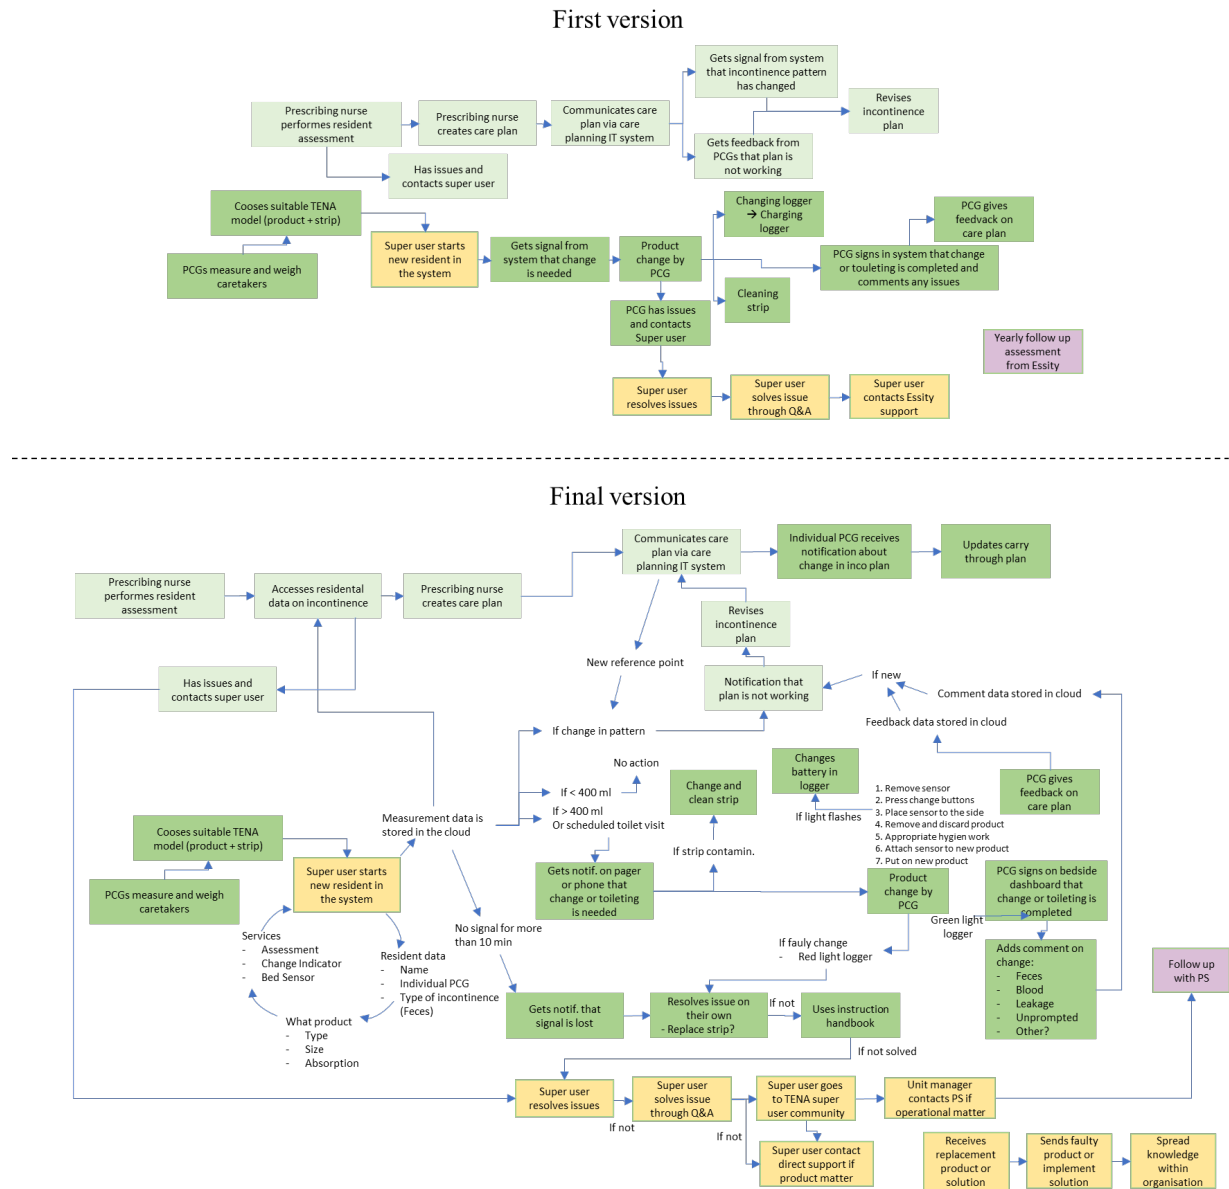 First version
Gets signal from system
that incontinence pattern
has changed
Prescribing nurse
performes resident
assessment
Prescribing nurse
creates care plan
Communicates care
plan via care
planning IT system
Revises
incontinence
plan
Gets feedback from
PCGs that plan is
not working
Has issues and
contacts super user
Cooses suitable TENA
model (product + strip)
Changing logger
→ Charging
logger
PCG gives
feedvack on
care plan
PCGs measure and weigh
caretakers
Super user starts
new resident in
the system
Gets signal from
system that change
is needed
Product
change by
PCG
PCG signs in system that change
or touleting is completed and
comments any issues
Cleaning
strip
PCG has issues
and contacts
Super user
Yearly follow up
assessment
from Essity
Super user
resolves issues
Super user
solves issue
through Q&A
Super user
contacts Essity
support
Final version
Communicates care
plan via care
planning IT system
Individual PCG receives
notification about
change in inco plan
Updates carry
through plan
Prescribing nurse
performes resident
assessment
Accesses residental
data on incontinence
Prescribing nurse
creates care plan
Revises
incontinence
plan
Has issues and
contacts super user
New reference point
Notification that
plan is not working
If new
Comment data stored in cloud
Feedback data stored in cloud
If change in pattern
No action
Changes
battery in
logger
PCG gives
feedback on
care plan
Change and
clean strip
If < 400 ml
If > 400 ml
Or scheduled toilet visit
If light flashes
1. Remove sensor
2. Press change buttons
3. Place sensor to the side
4. Remove and discard product
5. Appropriate hygien work
6. Attach sensor to new product
7. Put on new product
Measurement data is
stored in the cloud
Cooses suitable TENA
model (product + strip)
If strip contamin.
PCGs measure and weigh
caretakers
Super user starts
new resident in
the system
Gets notif. on pager
or phone that
change or toileting
is needed
Product
change by
PCG
PCG signs on bedside
dashboard that
change or toileting is
completed
Green light
logger
No signal for more
than 10 min
Services
- Assessment
- Change Indicator
- Bed Sensor
Resident data
- Name
- Individual PCG
- Type of incontinence
(Feces)
If fauly change
- Red light logger
Adds comment on
change:
- Feces
- Blood
- Leakage
- Unprompted
- Other?
Follow up
with PS
What product
- Type
- Size
- Absorption
Gets notif. that
signal is lost
Resolves issue on
their own
- Replace strip?
If not
Uses instruction
handbook
If not solved
Super user
resolves issues
If not
Super user
solves issue
through Q&A
If not
Super user goes
to TENA super
user community
Unit manager
contacts PS if
operational matter
Super user contact
direct support if
product matter
Receives
replacement
product or
solution
Sends faulty
product or
implement
solution
Spread
knowledge
within
organisation